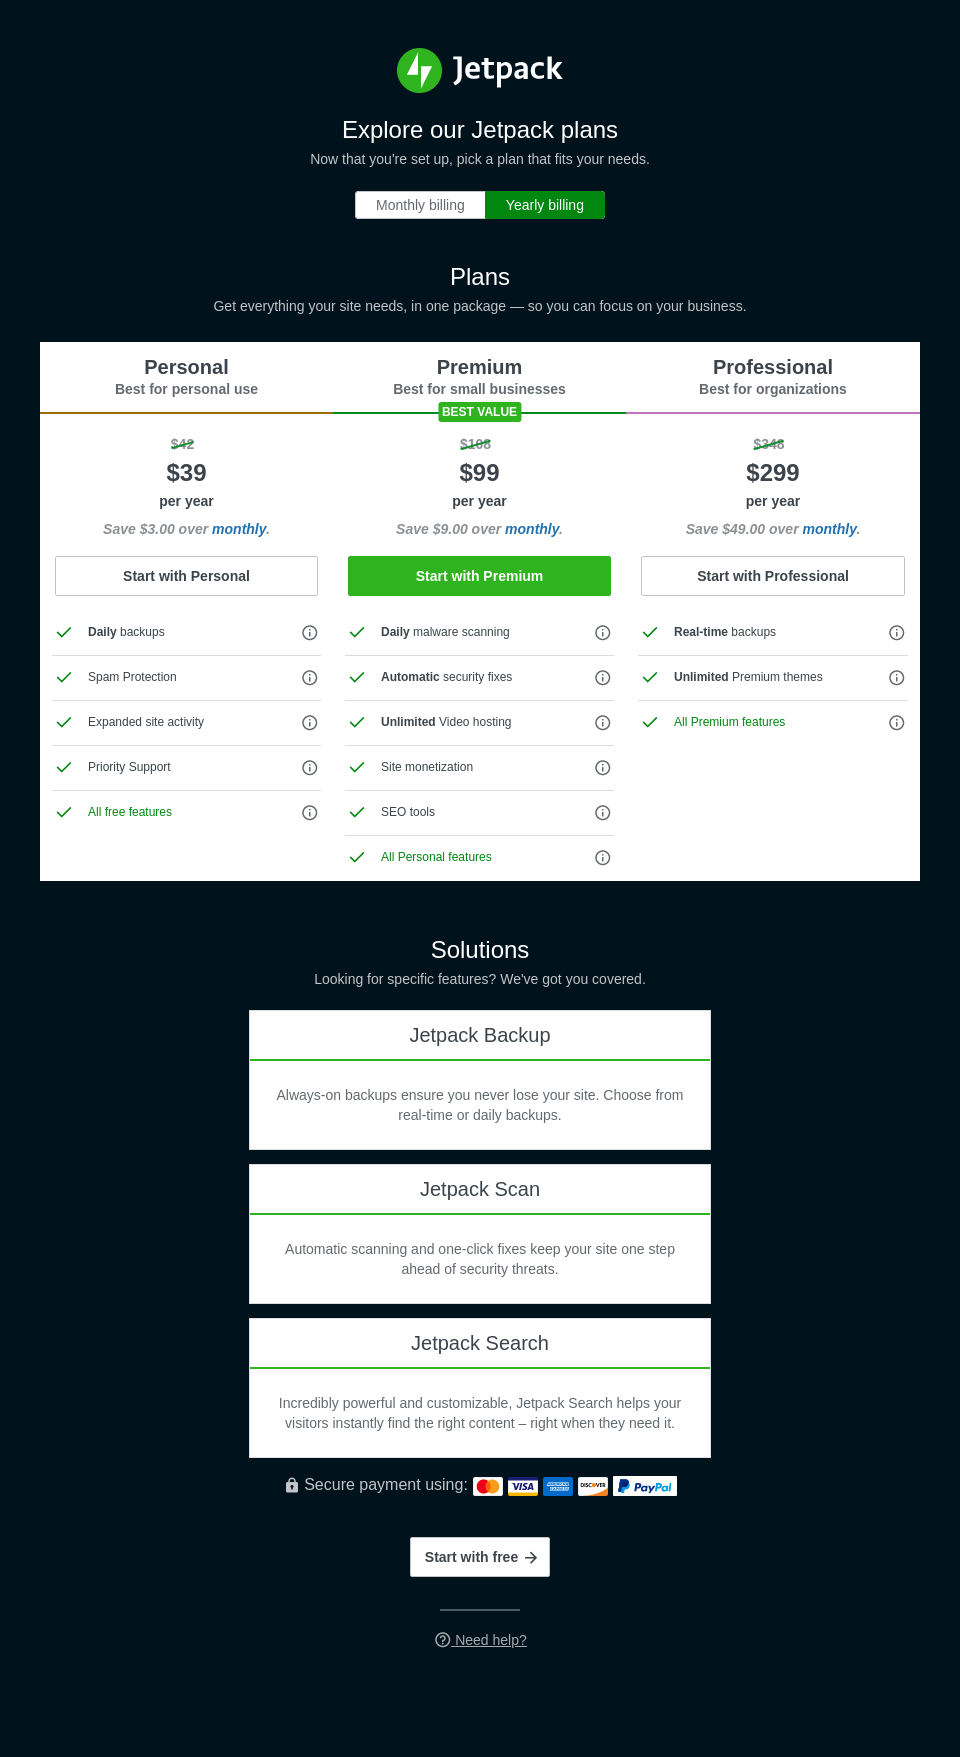 Jetpack
Explore our Jetpack plans
Now that you're set up, pick a plan that fits your needs.
Monthly billing
Yearly billing
Plans
Get everything your site needs, in one package — so you can focus on your business.
Personal
Best for personal use
$42
$39
per year
Save $3.00 over monthly.
Start with Personal
Daily backups
Spam Protection
Expanded site activity
Priority Support
All free features
Premium
Best for small businesses
BEST VALUE
$108
$99
per year
Save $9.00 over monthly.
Start with Premium
Daily malware scanning
Automatic security fixes
Unlimited Video hosting
Site monetization
SEO tools
All Personal features
Professional
Best for organizations
$348
$299
per year
Save $49.00 over monthly.
Start with Professional
Real-time backups
Unlimited Premium themes
All Premium features
Solutions
Looking for specific features? We've got you covered.
Jetpack Backup
Always-on backups ensure you never lose your site. Choose from
real-time or daily backups.
Jetpack Scan
Automatic scanning and one-click fixes keep your site one step
ahead of security threats.
Jetpack Search
Incredibly powerful and customizable, Jetpack Search helps your
visitors instantly find the right content – right when they need it.
Secure payment using: VISA AMERICAN EXPRESS DISCOVER PayPal
Start with free
Need help?